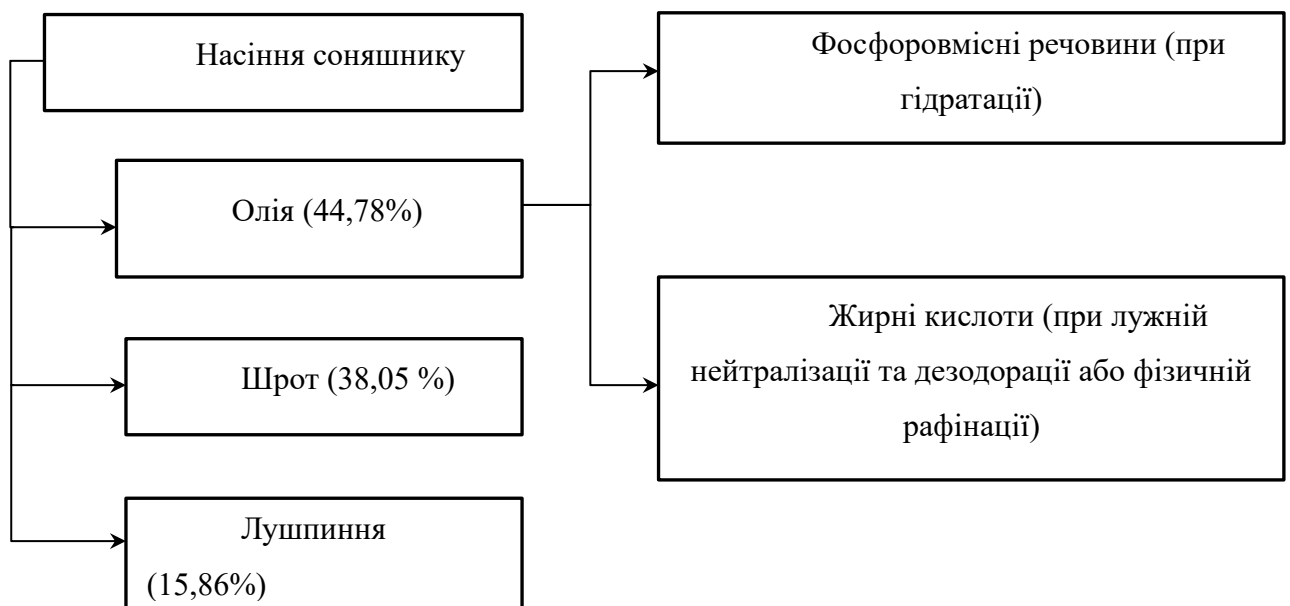 Насіння соняшнику
Олія (44,78%)
Шрот (38,05 %)
Лушпиння
(15,86%)
Фосфоровмісні речовини (при
гідратації)
Жирні кислоти (при лужній
нейтралізації та дезодорації або фізичній
рафінації)